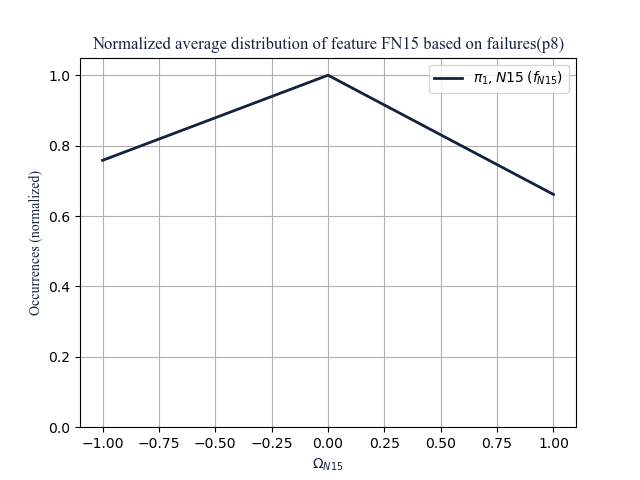 Normalized average distribution of feature FN15 based on failures(p8)
π₁, N15 (f_N15)
Occurrences (normalized)
1.0
0.8
0.6
0.4
0.2
0.0
−1.00 −0.75 −0.50 −0.25 0.00 0.25 0.50 0.75 1.00
Ω_N15